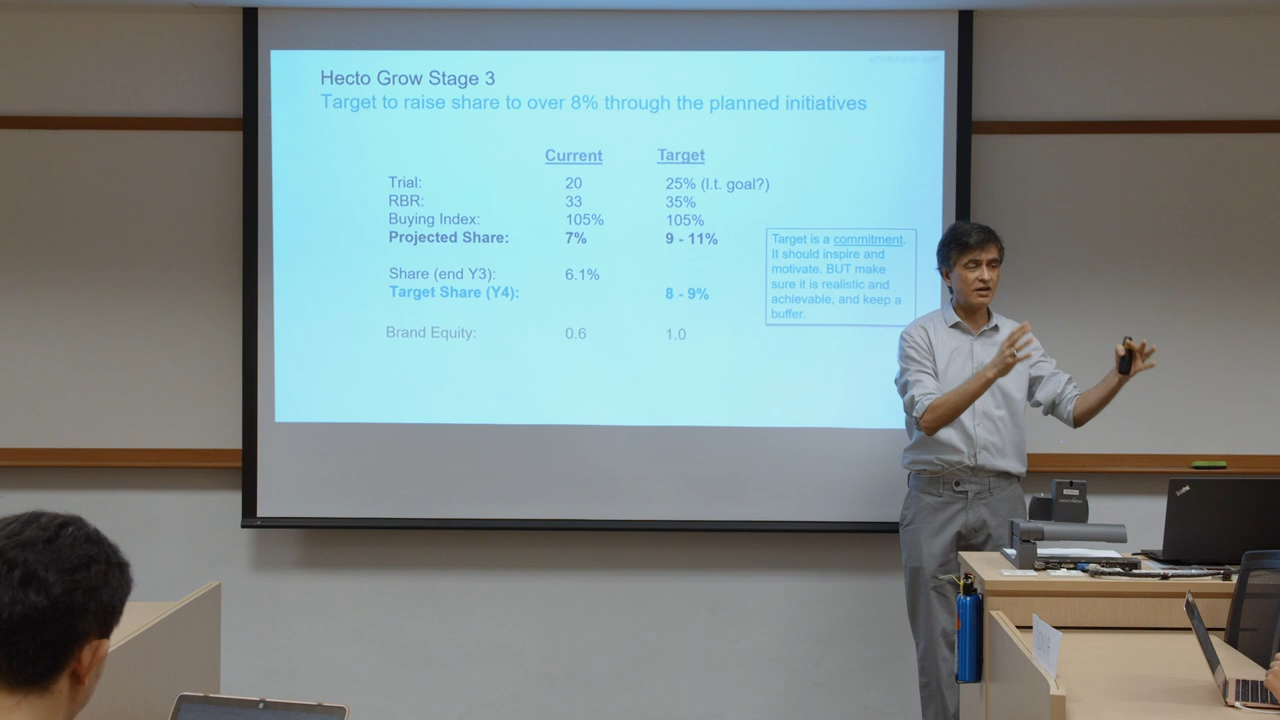 Hecto Grow Stage 3
Target to raise share to over 8% through the planned initiatives
Current Target
Trial: 20 25% (l.t. goal?)
RBR: 33 35%
Buying Index: 105% 105%
Projected Share: 7% 9 - 11%
Share (end Y3): 6.1%
Target Share (Y4): 8 - 9%
Brand Equity: 0.6 1.0
Target is a commitment.
It should inspire and
motivate. BUT make
sure it is realistic and
achievable, and keep a
buffer.
ThinkPad